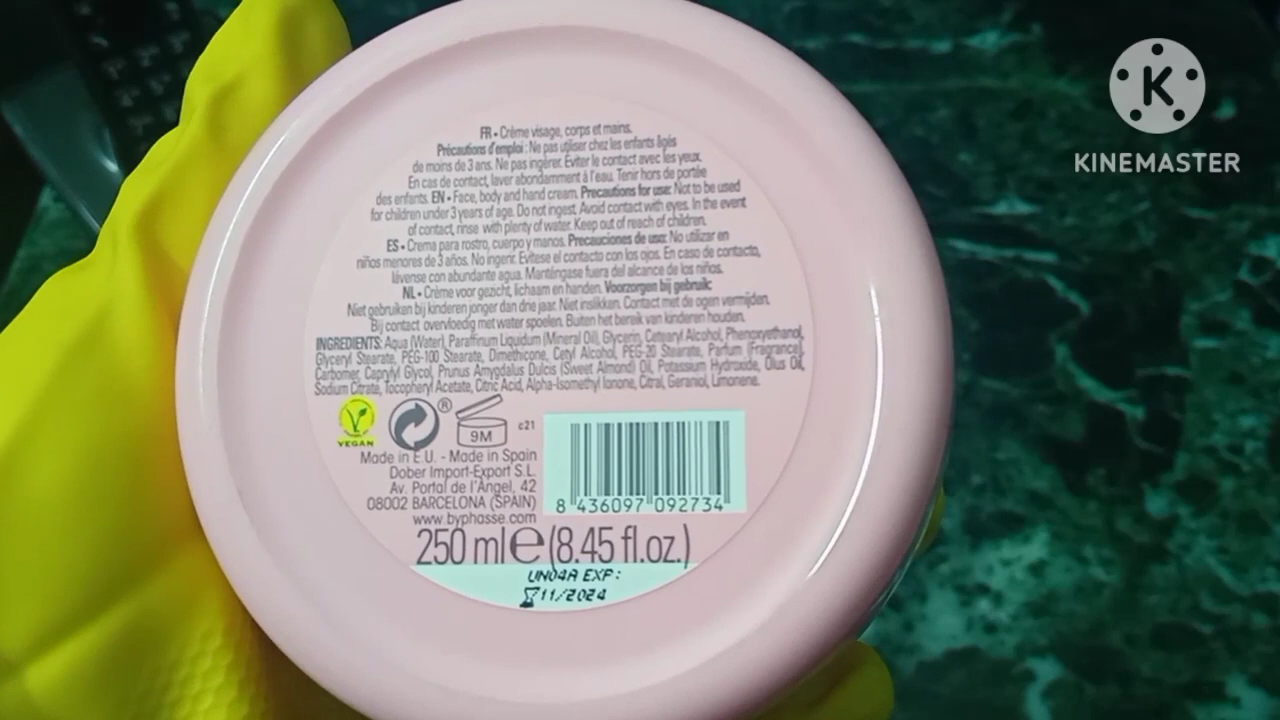 FR • Crème visage, corps et mains.
Précautions d'emploi : Ne pas utiliser chez les enfants âgés
de moins de 3 ans. Ne pas ingérer. Eviter le contact avec les yeux.
En cas de contact, laver abondamment à l'eau. Tenir hors de portée
des enfants. EN • Face, body and hand cream. Precautions for use: Not to be used
for children under 3 years of age. Do not ingest. Avoid contact with eyes. In the event
of contact, rinse with plenty of water. Keep out of reach of children.
ES • Crema para rostro, cuerpo y manos. Precauciones de uso: No utilizar en
niños menores de 3 años. No ingerir. Evítese el contacto con los ojos. En caso de contacto,
lávense con abundante agua. Manténgase fuera del alcance de los niños.
NL • Crème voor gezicht, lichaam en handen. Voorzorgen bij gebruik:
Niet gebruiken bij kinderen jonger dan drie jaar. Niet inslikken. Contact met de ogen vermijden.
Bij contact overvloedig met water spoelen. Buiten het bereik van kinderen houden.
INGREDIENTS: Aqua (Water), Paraffinum Liquidum (Mineral Oil), Glycerin, Cetearyl Alcohol, Phenoxyethanol,
Glyceryl Stearate, PEG-100 Stearate, Dimethicone, Cetyl Alcohol, PEG-20 Stearate, Parfum (Fragrance),
Carbomer, Caprylyl Glycol, Prunus Amygdalus Dulcis (Sweet Almond) Oil, Potassium Hydroxide, Olus Oil,
Sodium Citrate, Tocopheryl Acetate, Citric Acid, Alpha-Isomethyl Ionone, Citral, Geraniol, Limonene.
VEGAN
®
9M
c21
Made in E.U. - Made in Spain
Dober Import-Export S.L.
Av. Portal de l'Àngel, 42
08002 BARCELONA (SPAIN)
www.byphasse.com
8 436097 092734
250 ml e (8.45 fl.oz.)
UN04A EXP:
11/2024
K
KINEMASTER